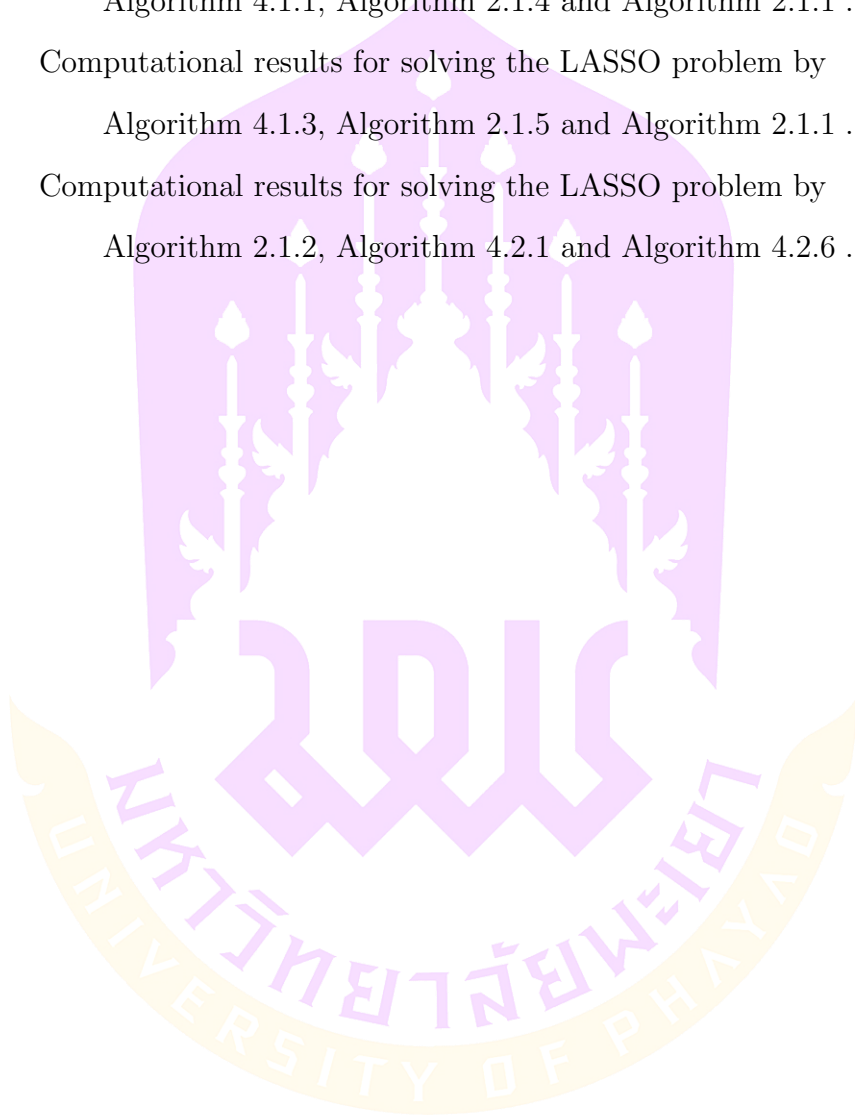 Algorithm 4.1.1, Algorithm 2.1.4 and Algorithm 2.1.1 .
Computational results for solving the LASSO problem by
Algorithm 4.1.3, Algorithm 2.1.5 and Algorithm 2.1.1 .
Computational results for solving the LASSO problem by
Algorithm 2.1.2, Algorithm 4.2.1 and Algorithm 4.2.6 .
มหาวิทยาลัยพะเยา
UNIVERSITY OF PHAYAO